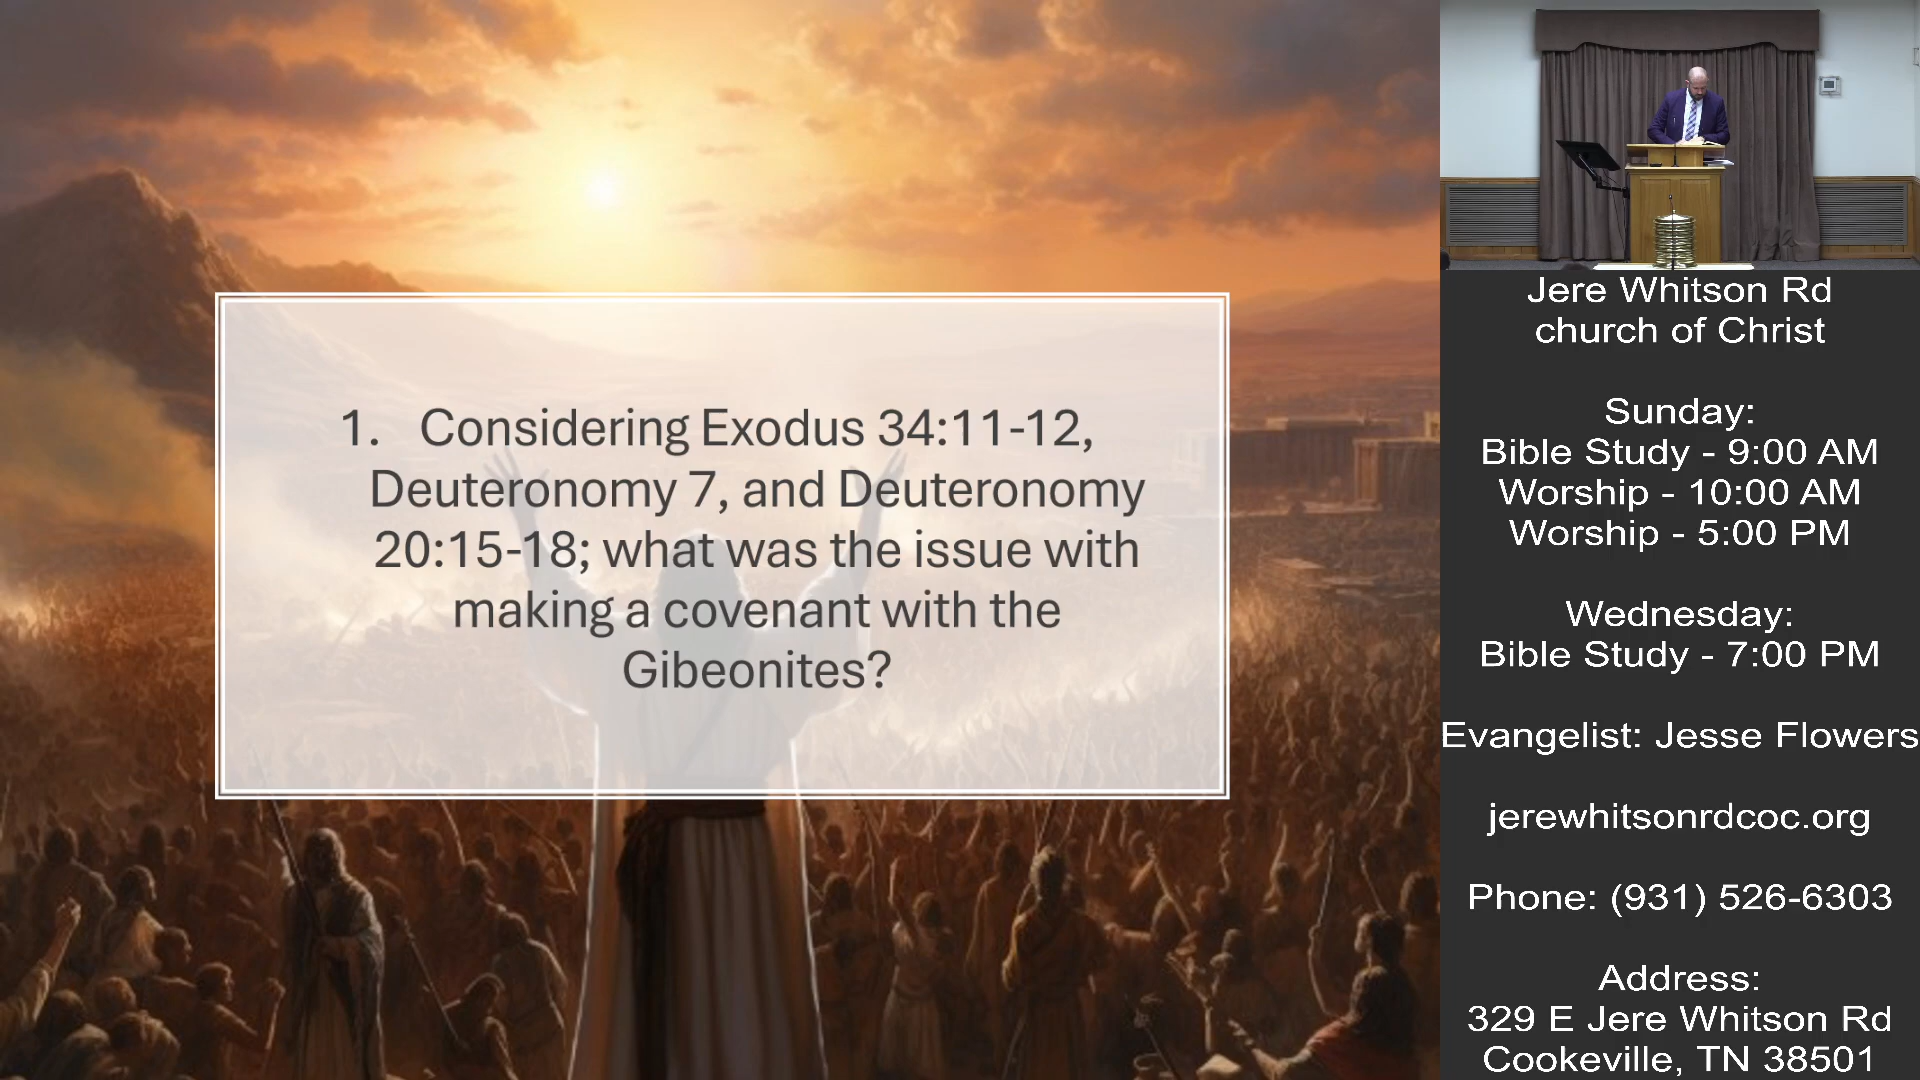 1. Considering Exodus 34:11-12,
Deuteronomy 7, and Deuteronomy
20:15-18; what was the issue with
making a covenant with the
Gibeonites?
Jere Whitson Rd
church of Christ
Sunday:
Bible Study - 9:00 AM
Worship - 10:00 AM
Worship - 5:00 PM
Wednesday:
Bible Study - 7:00 PM
Evangelist: Jesse Flowers
jerewhitsonrdcoc.org
Phone: (931) 526-6303
Address:
329 E Jere Whitson Rd
Cookeville, TN 38501